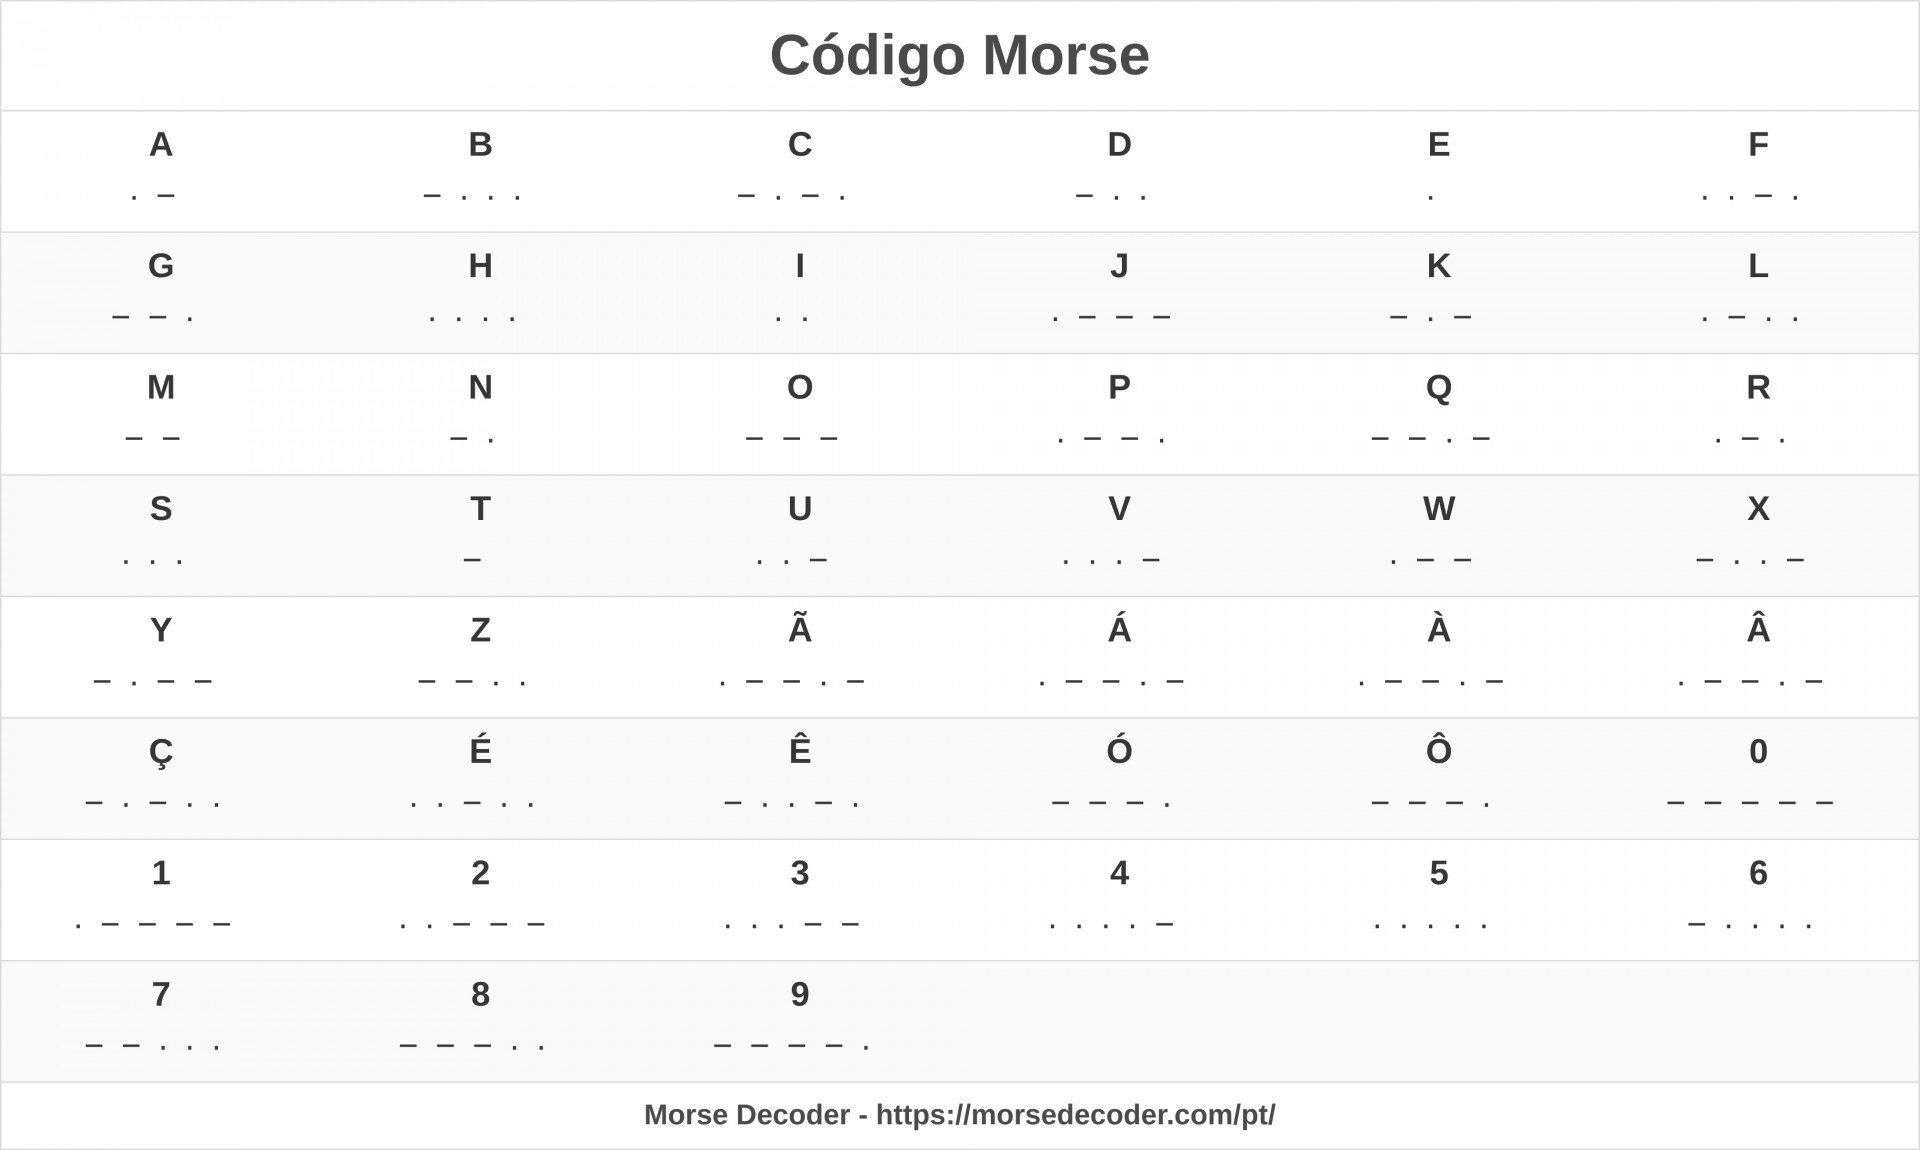 Código Morse
A B C D E F
. – – . . . – . – . – . . . . . – .
G H I J K L
– – . . . . . . . . – – – – . – . – . .
M N O P Q R
– – – . – – – . – – . – – . – . – .
S T U V W X
. . . – . . – . . . – . – – – . . –
Y Z Ã Á À Â
– . – – – – . . . – – . – . – – . – . – – . – . – – . –
Ç É Ê Ó Ô 0
– . – . . . . – . . – . . – . – – – . – – – . – – – – –
1 2 3 4 5 6
. – – – – . . – – – . . . – – . . . . – . . . . . – . . . .
7 8 9
– – . . . – – – . . – – – – .
Morse Decoder - https://morsedecoder.com/pt/